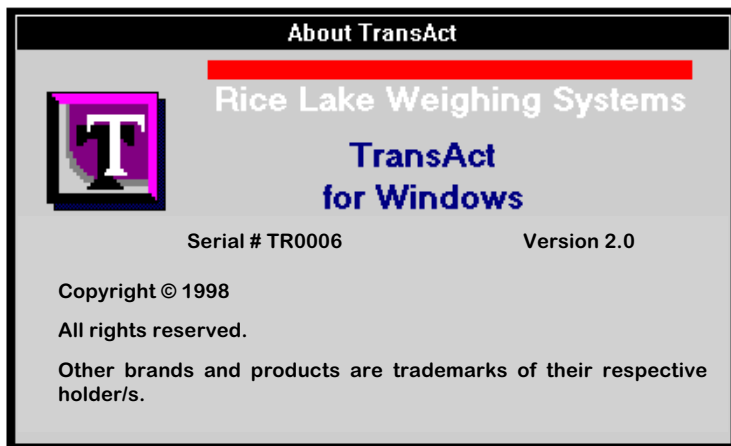 About TransAct
Rice Lake Weighing Systems
T
TransAct
for Windows
Serial # TR0006 Version 2.0
Copyright © 1998
All rights reserved.
Other brands and products are trademarks of their respective
holder/s.